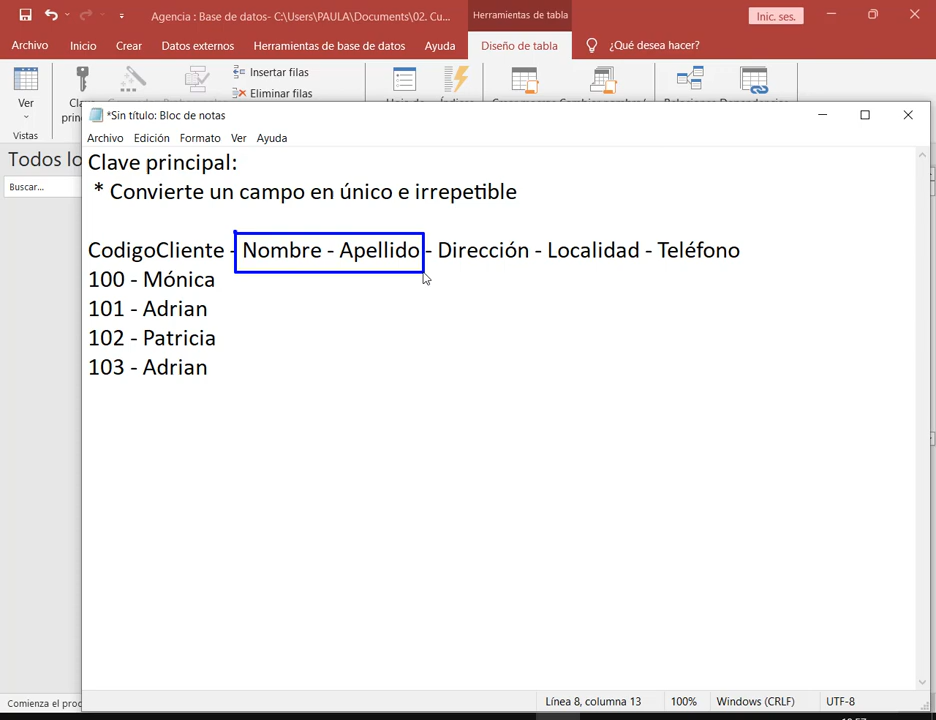 Agencia : Base de datos- C:\Users\PAULA\Documents\02. Cu...
Herramientas de tabla
Inic. ses.
Archivo Inicio Crear Datos externos Herramientas de base de datos Ayuda Diseño de tabla ¿Qué desea hacer?
Ver
Insertar filas
Eliminar filas
Vistas
*Sin título: Bloc de notas
Archivo Edición Formato Ver Ayuda
Todos lo
Buscar...
Clave principal:
* Convierte un campo en único e irrepetible
CodigoCliente - Nombre - Apellido - Dirección - Localidad - Teléfono
100 - Mónica
101 - Adrian
102 - Patricia
103 - Adrian
Comienza el proc
Línea 8, columna 13 100% Windows (CRLF) UTF-8